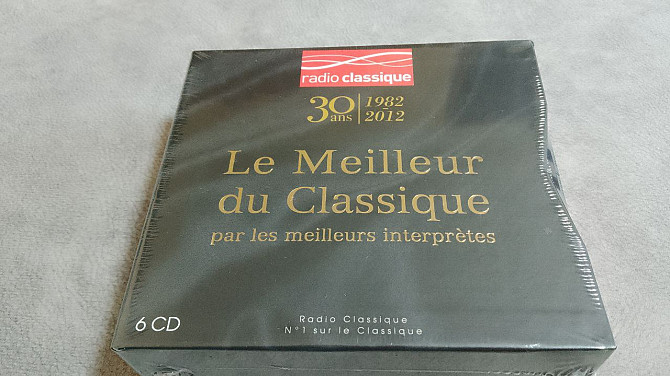 radio classique
30 ans 1982
2012
Le Meilleur
du Classique
par les meilleurs interprètes
6 CD
Radio Classique
N°1 sur le Classique